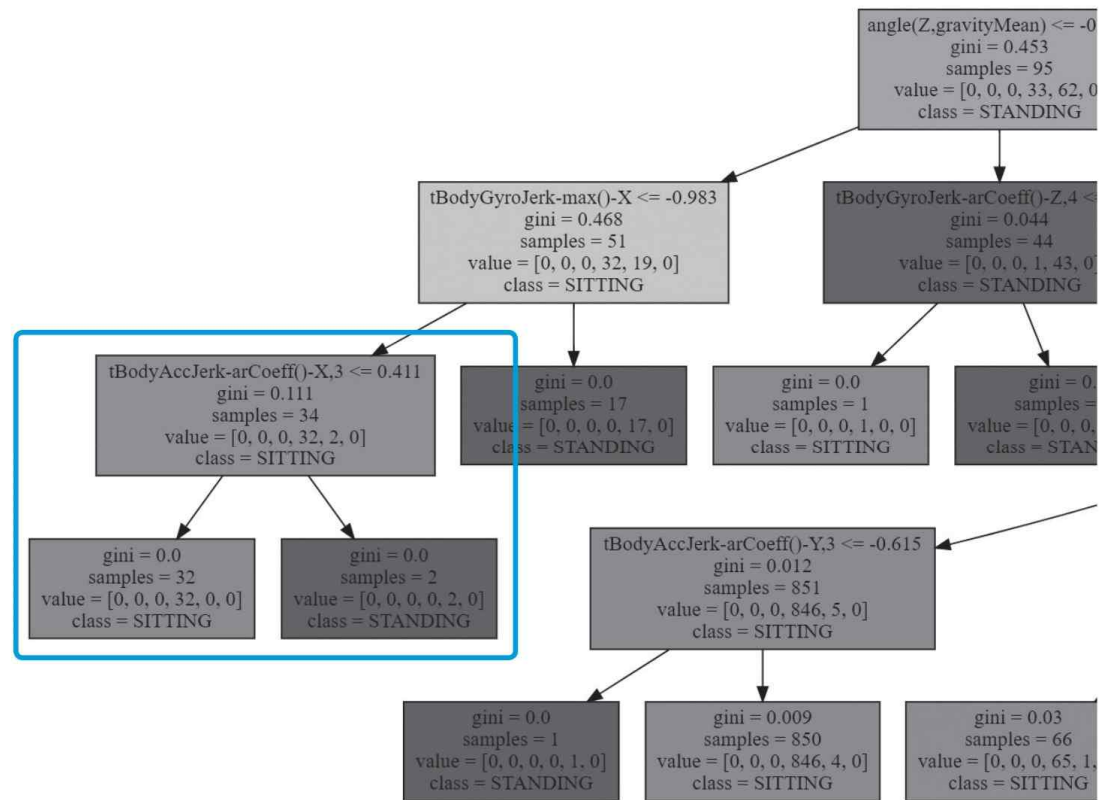 angle(Z,gravityMean) <= -0
gini = 0.453
samples = 95
value = [0, 0, 0, 33, 62, 0
class = STANDING
tBodyGyroJerk-max()-X <= -0.983
gini = 0.468
samples = 51
value = [0, 0, 0, 32, 19, 0]
class = SITTING
tBodyGyroJerk-arCoeff()-Z,4 <=
gini = 0.044
samples = 44
value = [0, 0, 0, 1, 43, 0]
class = STANDING
tBodyAccJerk-arCoeff()-X,3 <= 0.411
gini = 0.111
samples = 34
value = [0, 0, 0, 32, 2, 0]
class = SITTING
gini = 0.0
samples = 17
value = [0, 0, 0, 0, 17, 0]
class = STANDING
gini = 0.0
samples = 1
value = [0, 0, 0, 1, 0, 0]
class = SITTING
gini = 0.
samples =
value = [0, 0, 0,
class = STAN
gini = 0.0
samples = 32
value = [0, 0, 0, 32, 0, 0]
class = SITTING
gini = 0.0
samples = 2
value = [0, 0, 0, 0, 2, 0]
class = STANDING
tBodyAccJerk-arCoeff()-Y,3 <= -0.615
gini = 0.012
samples = 851
value = [0, 0, 0, 846, 5, 0]
class = SITTING
gini = 0.0
samples = 1
value = [0, 0, 0, 0, 1, 0]
class = STANDING
gini = 0.009
samples = 850
value = [0, 0, 0, 846, 4, 0]
class = SITTING
gini = 0.03
samples = 66
value = [0, 0, 0, 65, 1,
class = SITTING